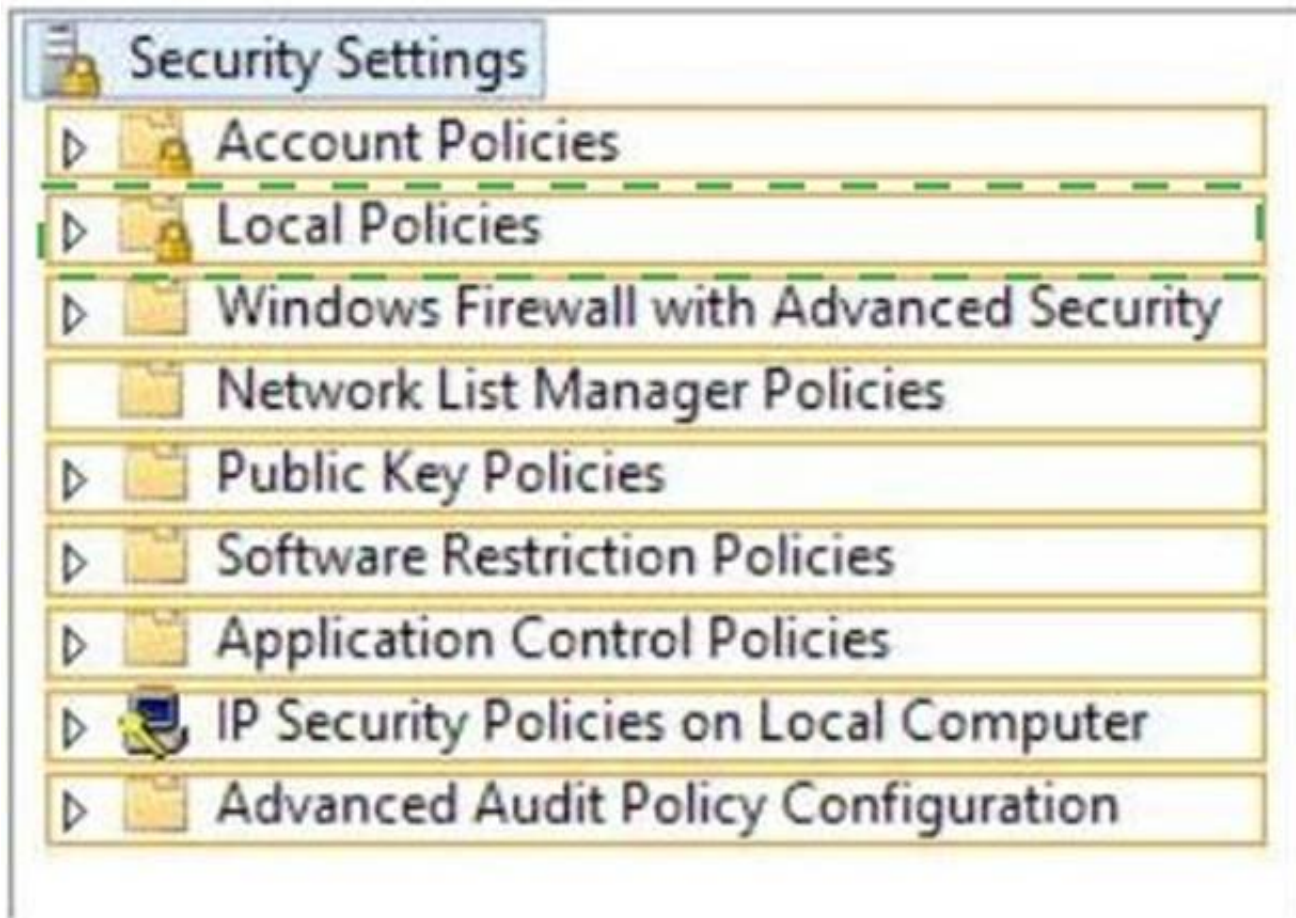 Security Settings
Account Policies
Local Policies
Windows Firewall with Advanced Security
Network List Manager Policies
Public Key Policies
Software Restriction Policies
Application Control Policies
IP Security Policies on Local Computer
Advanced Audit Policy Configuration